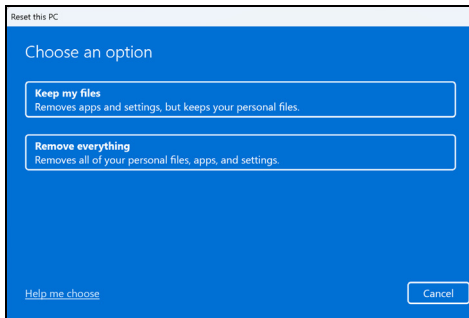 Reset this PC
Choose an option
Keep my files
Removes apps and settings, but keeps your personal files.
Remove everything
Removes all of your personal files, apps, and settings.
Help me choose
Cancel